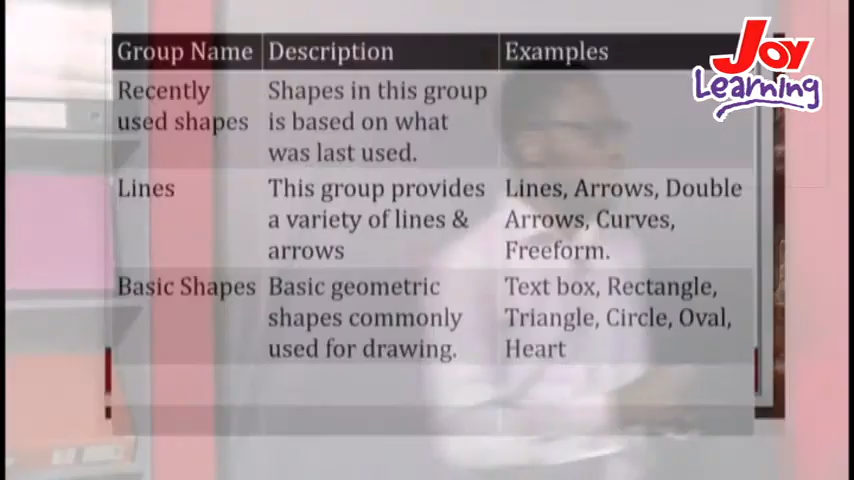 JOY
Learning
Group Name Description Examples
Recently Shapes in this group
used shapes is based on what
was last used.
Lines This group provides Lines, Arrows, Double
a variety of lines & Arrows, Curves,
arrows Freeform.
Basic Shapes Basic geometric Text box, Rectangle,
shapes commonly Triangle, Circle, Oval,
used for drawing. Heart